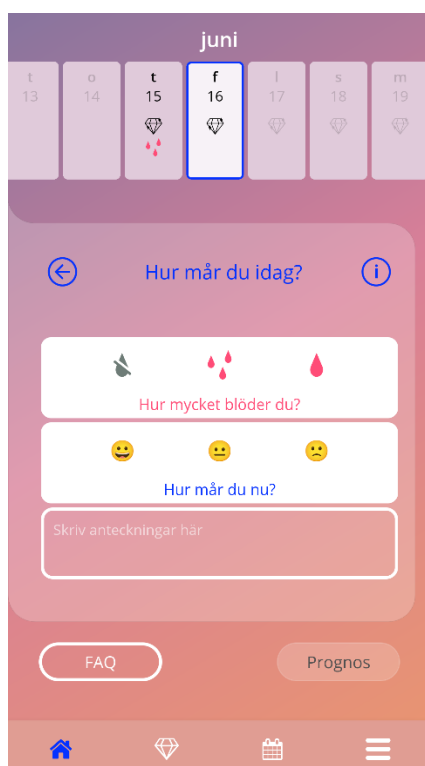 juni
t o t f l s m
13 14 15 16 17 18 19
Hur mår du idag?
i
Hur mycket blöder du?
Hur mår du nu?
Skriv anteckningar här
FAQ Prognos